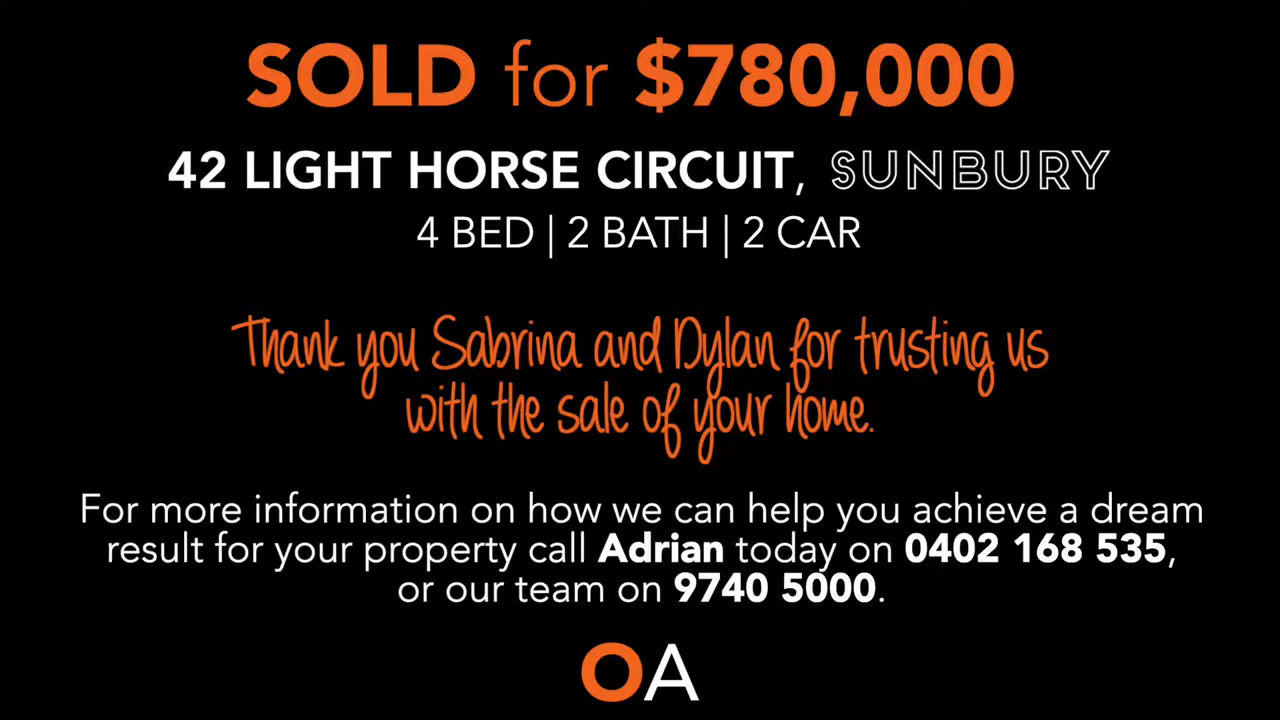 SOLD for $780,000
42 LIGHT HORSE CIRCUIT, SUNBURY
4 BED | 2 BATH | 2 CAR
Thank you Sabrina and Dylan for trusting us
with the sale of your home.
For more information on how we can help you achieve a dream
result for your property call Adrian today on 0402 168 535,
or our team on 9740 5000.
OA